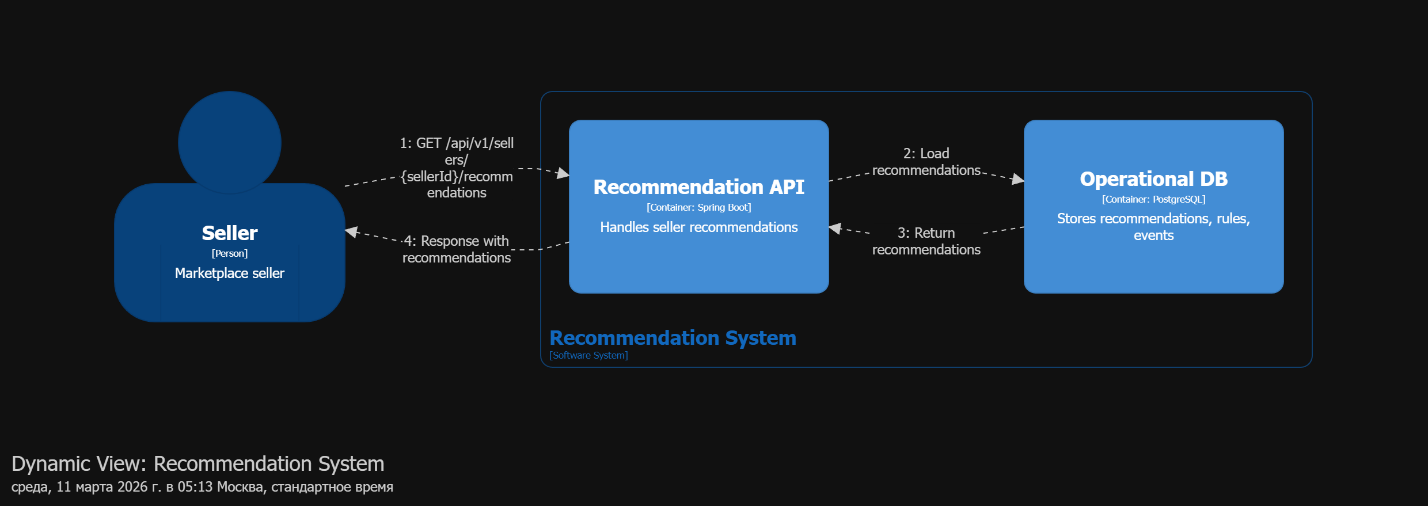 1: GET /api/v1/sell
ers/
{sellerId}/recomm
endations
2: Load
recommendations
Recommendation API
[Container: Spring Boot]
Handles seller recommendations
Operational DB
[Container: PostgreSQL]
Stores recommendations, rules,
events
Seller
[Person]
Marketplace seller
4: Response with
recommendations
3: Return
recommendations
Recommendation System
[Software System]
Dynamic View: Recommendation System
среда, 11 марта 2026 г. в 05:13 Москва, стандартное время